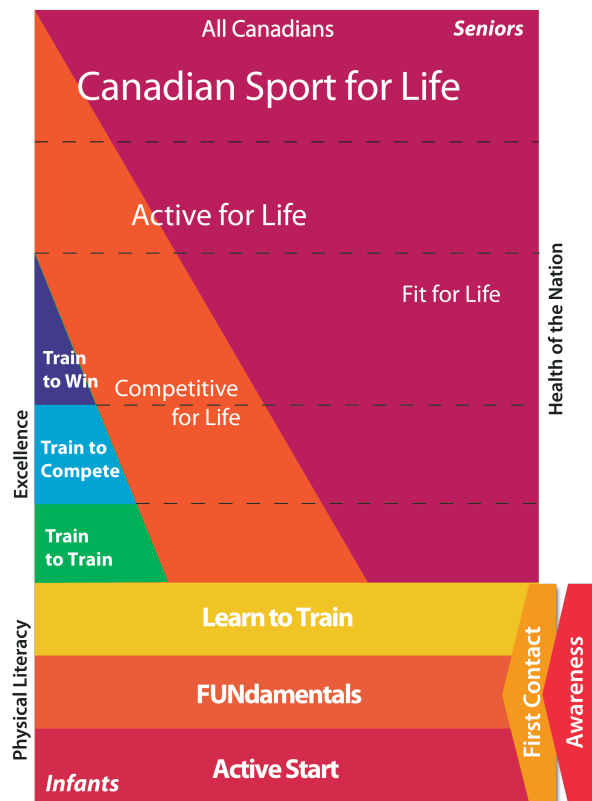 All Canadians
Seniors
Canadian Sport for Life
Active for Life
Fit for Life
Health of the Nation
Train
to Win
Competitive
for Life
Excellence
Train to
Compete
Train
to Train
Learn to Train
Physical Literacy
FUNdamentals
First Contact
Awareness
Active Start
Infants